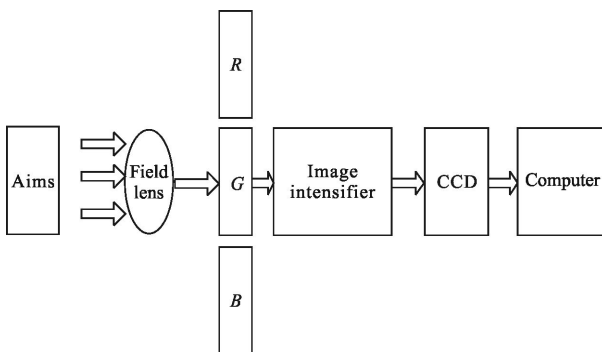 R
Aims
Field
lens
G
Image
intensifier
CCD
Computer
B